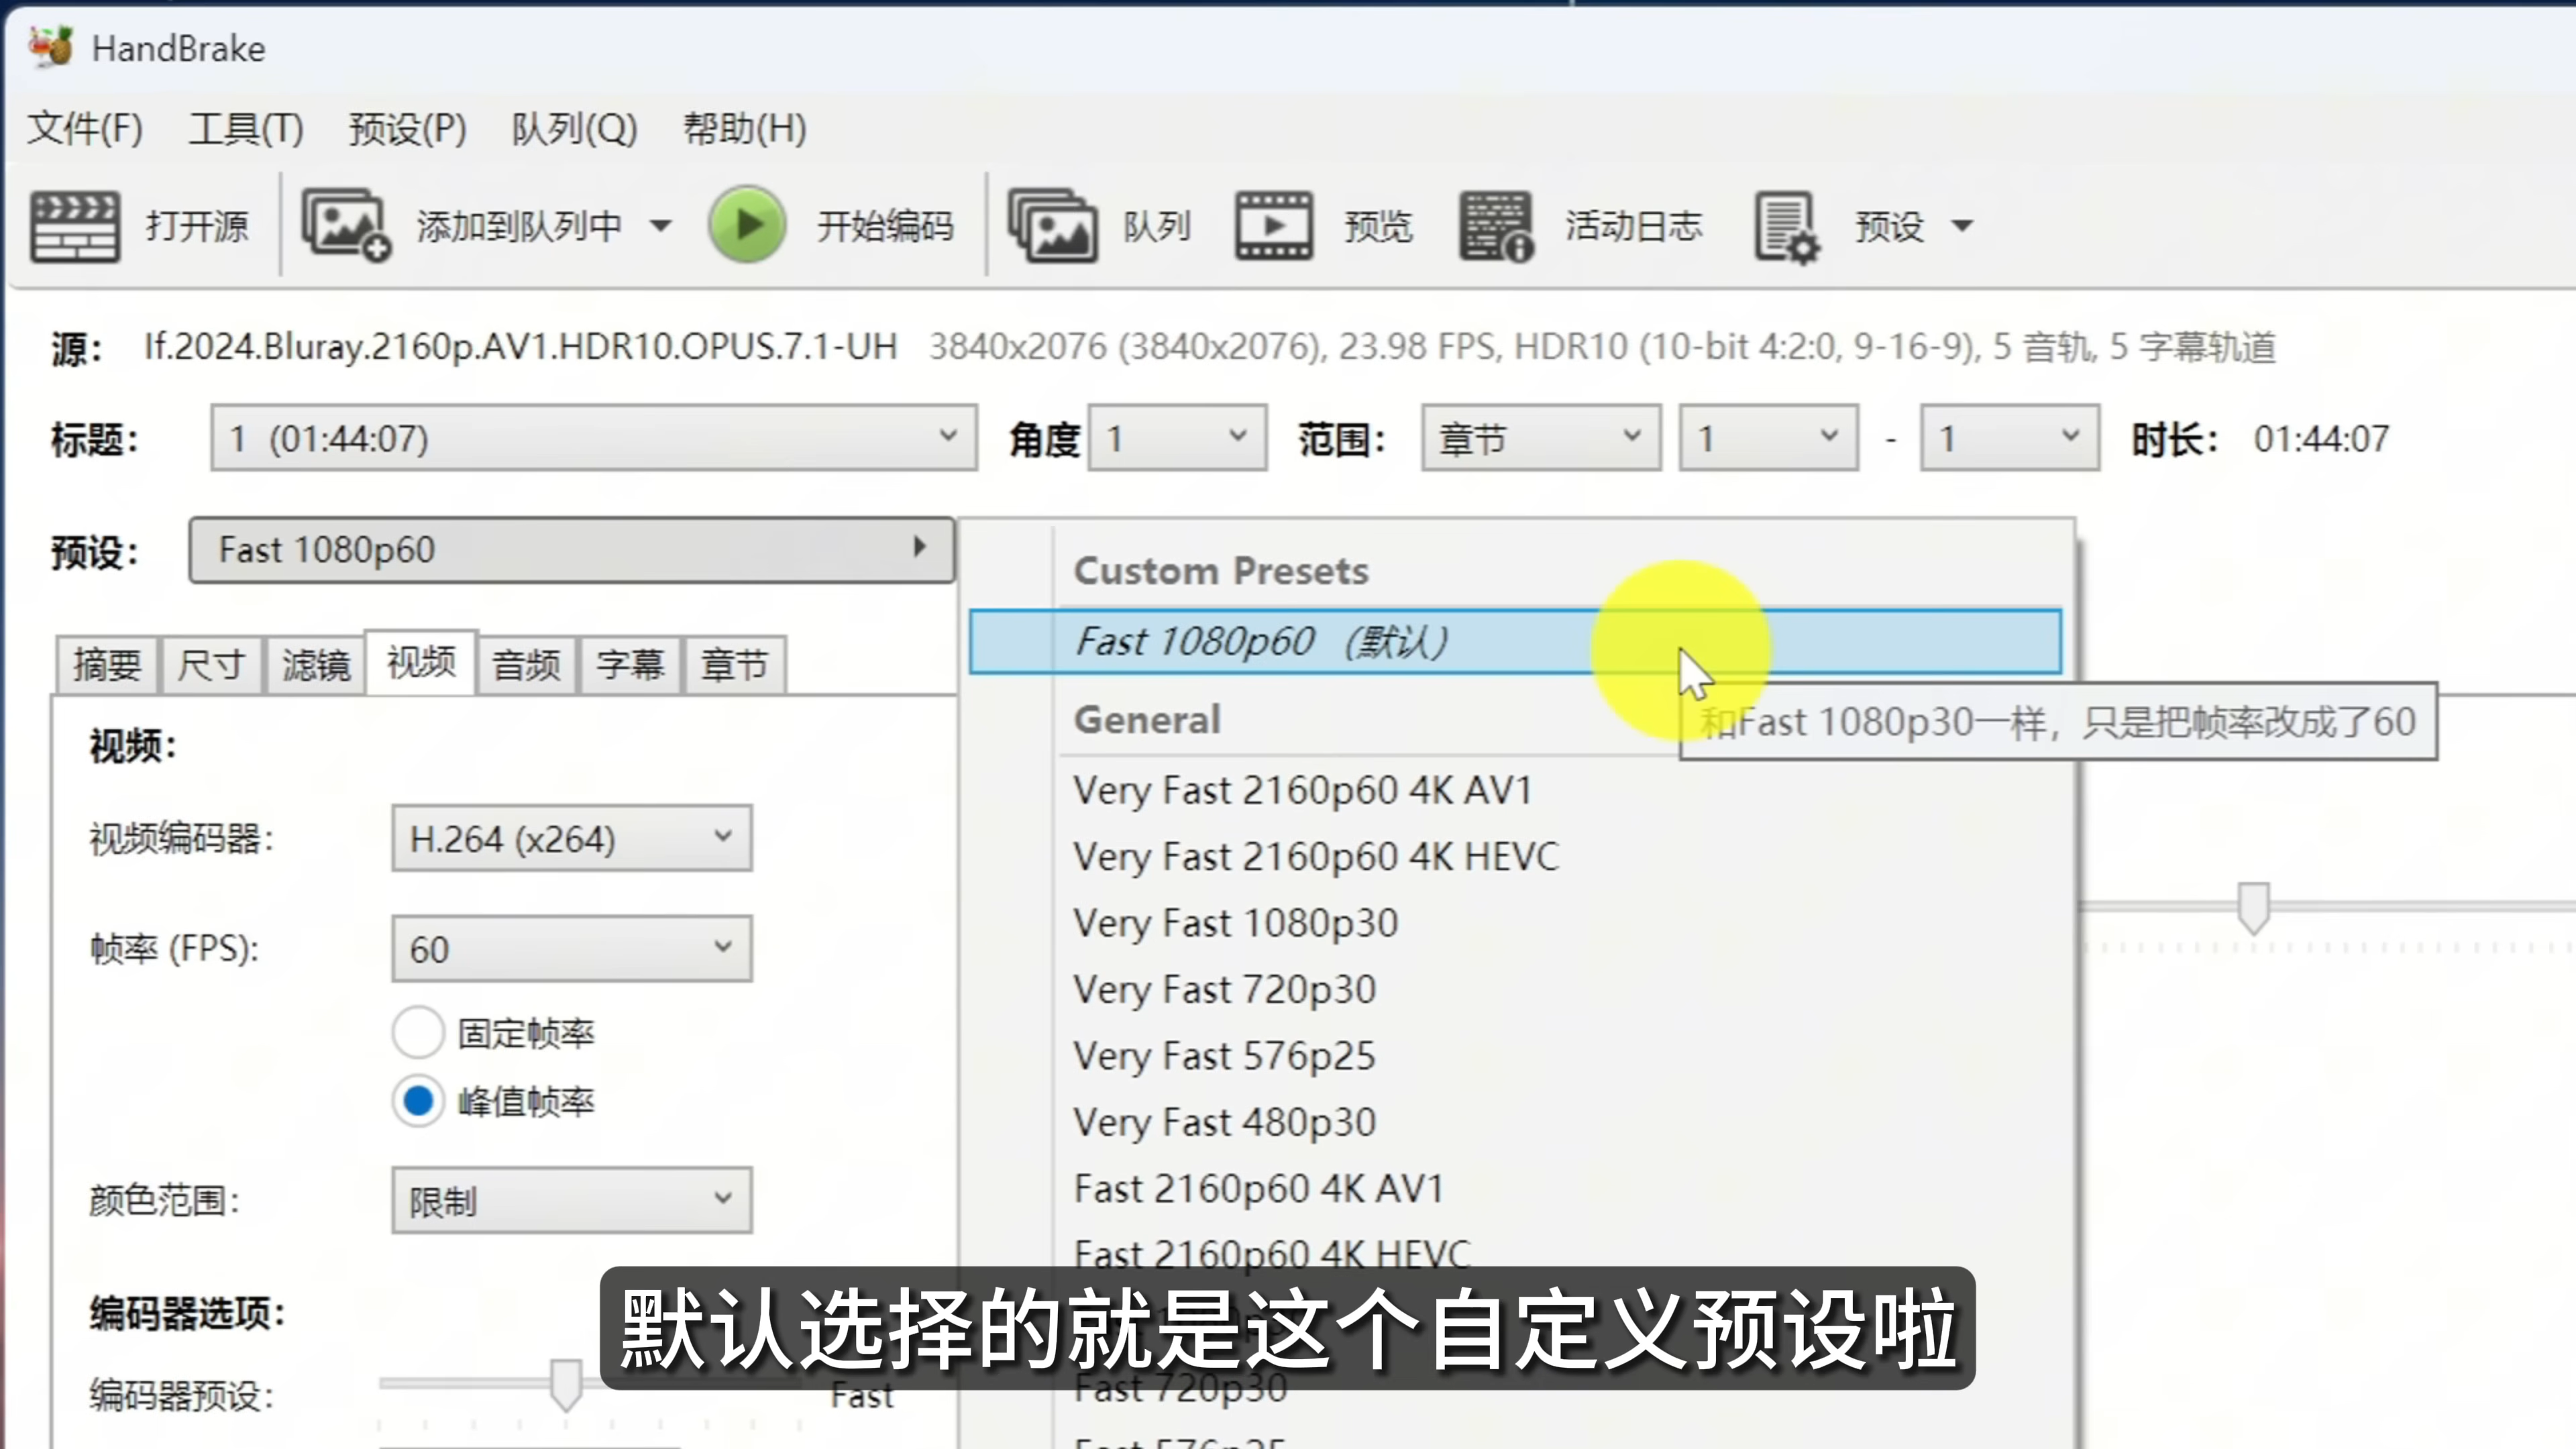 HandBrake
文件(F) 工具(T) 预设(P) 队列(Q) 帮助(H)
打开源 添加到队列中 开始编码 队列 预览 活动日志 预设
源： If.2024.Bluray.2160p.AV1.HDR10.OPUS.7.1-UH 3840x2076 (3840x2076), 23.98 FPS, HDR10 (10-bit 4:2:0, 9-16-9), 5 音轨, 5 字幕轨道
标题： 1 (01:44:07) 角度 1 范围： 章节 1 - 1 时长： 01:44:07
预设： Fast 1080p60
Custom Presets
Fast 1080p60 (默认)
和Fast 1080p30一样，只是把帧率改成了60
General
Very Fast 2160p60 4K AV1
Very Fast 2160p60 4K HEVC
Very Fast 1080p30
Very Fast 720p30
Very Fast 576p25
Very Fast 480p30
Fast 2160p60 4K AV1
Fast 2160p60 4K HEVC
Fast 720p30
摘要 尺寸 滤镜 视频 音频 字幕 章节
视频：
视频编码器: H.264 (x264)
帧率 (FPS): 60
固定帧率
峰值帧率
颜色范围: 限制
编码器选项：
编码器预设: Fast
默认选择的就是这个自定义预设啦